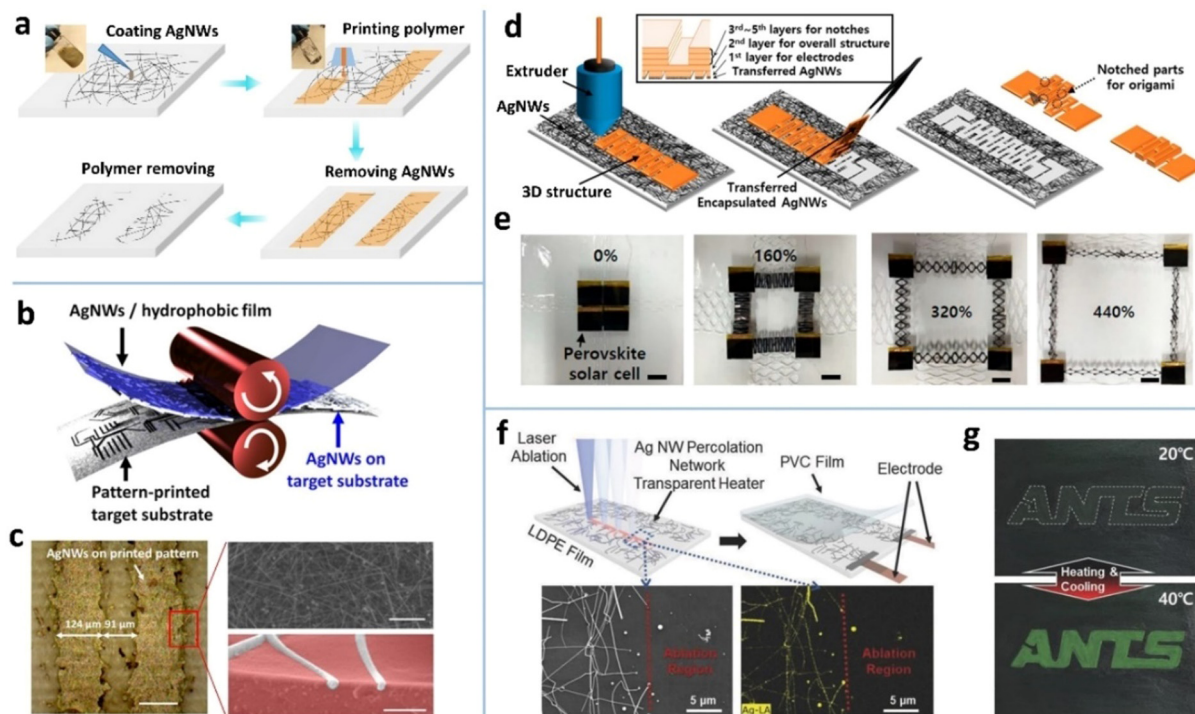 a
Coating AgNWs
Printing polymer
Polymer removing
Removing AgNWs
b
AgNWs / hydrophobic film
AgNWs on
target substrate
Pattern-printed
target substrate
c
AgNWs on printed pattern
124 μm
91 μm
d
3rd~5th layers for notches
2nd layer for overall structure
1st layer for electrodes
Transferred AgNWs
Extruder
AgNWs
3D structure
Transferred
Encapsulated AgNWs
Notched parts
for origami
e
0%
160%
320%
440%
Perovskite
solar cell
f
Laser
Ablation
Ag NW Percolation
Network
Transparent Heater
PVC Film
Electrode
LDPE Film
Ablation
Region
5 μm
Ablation
Region
Ag-LA
5 μm
g
20℃
ANTS
Heating &
Cooling
40℃
ANTS